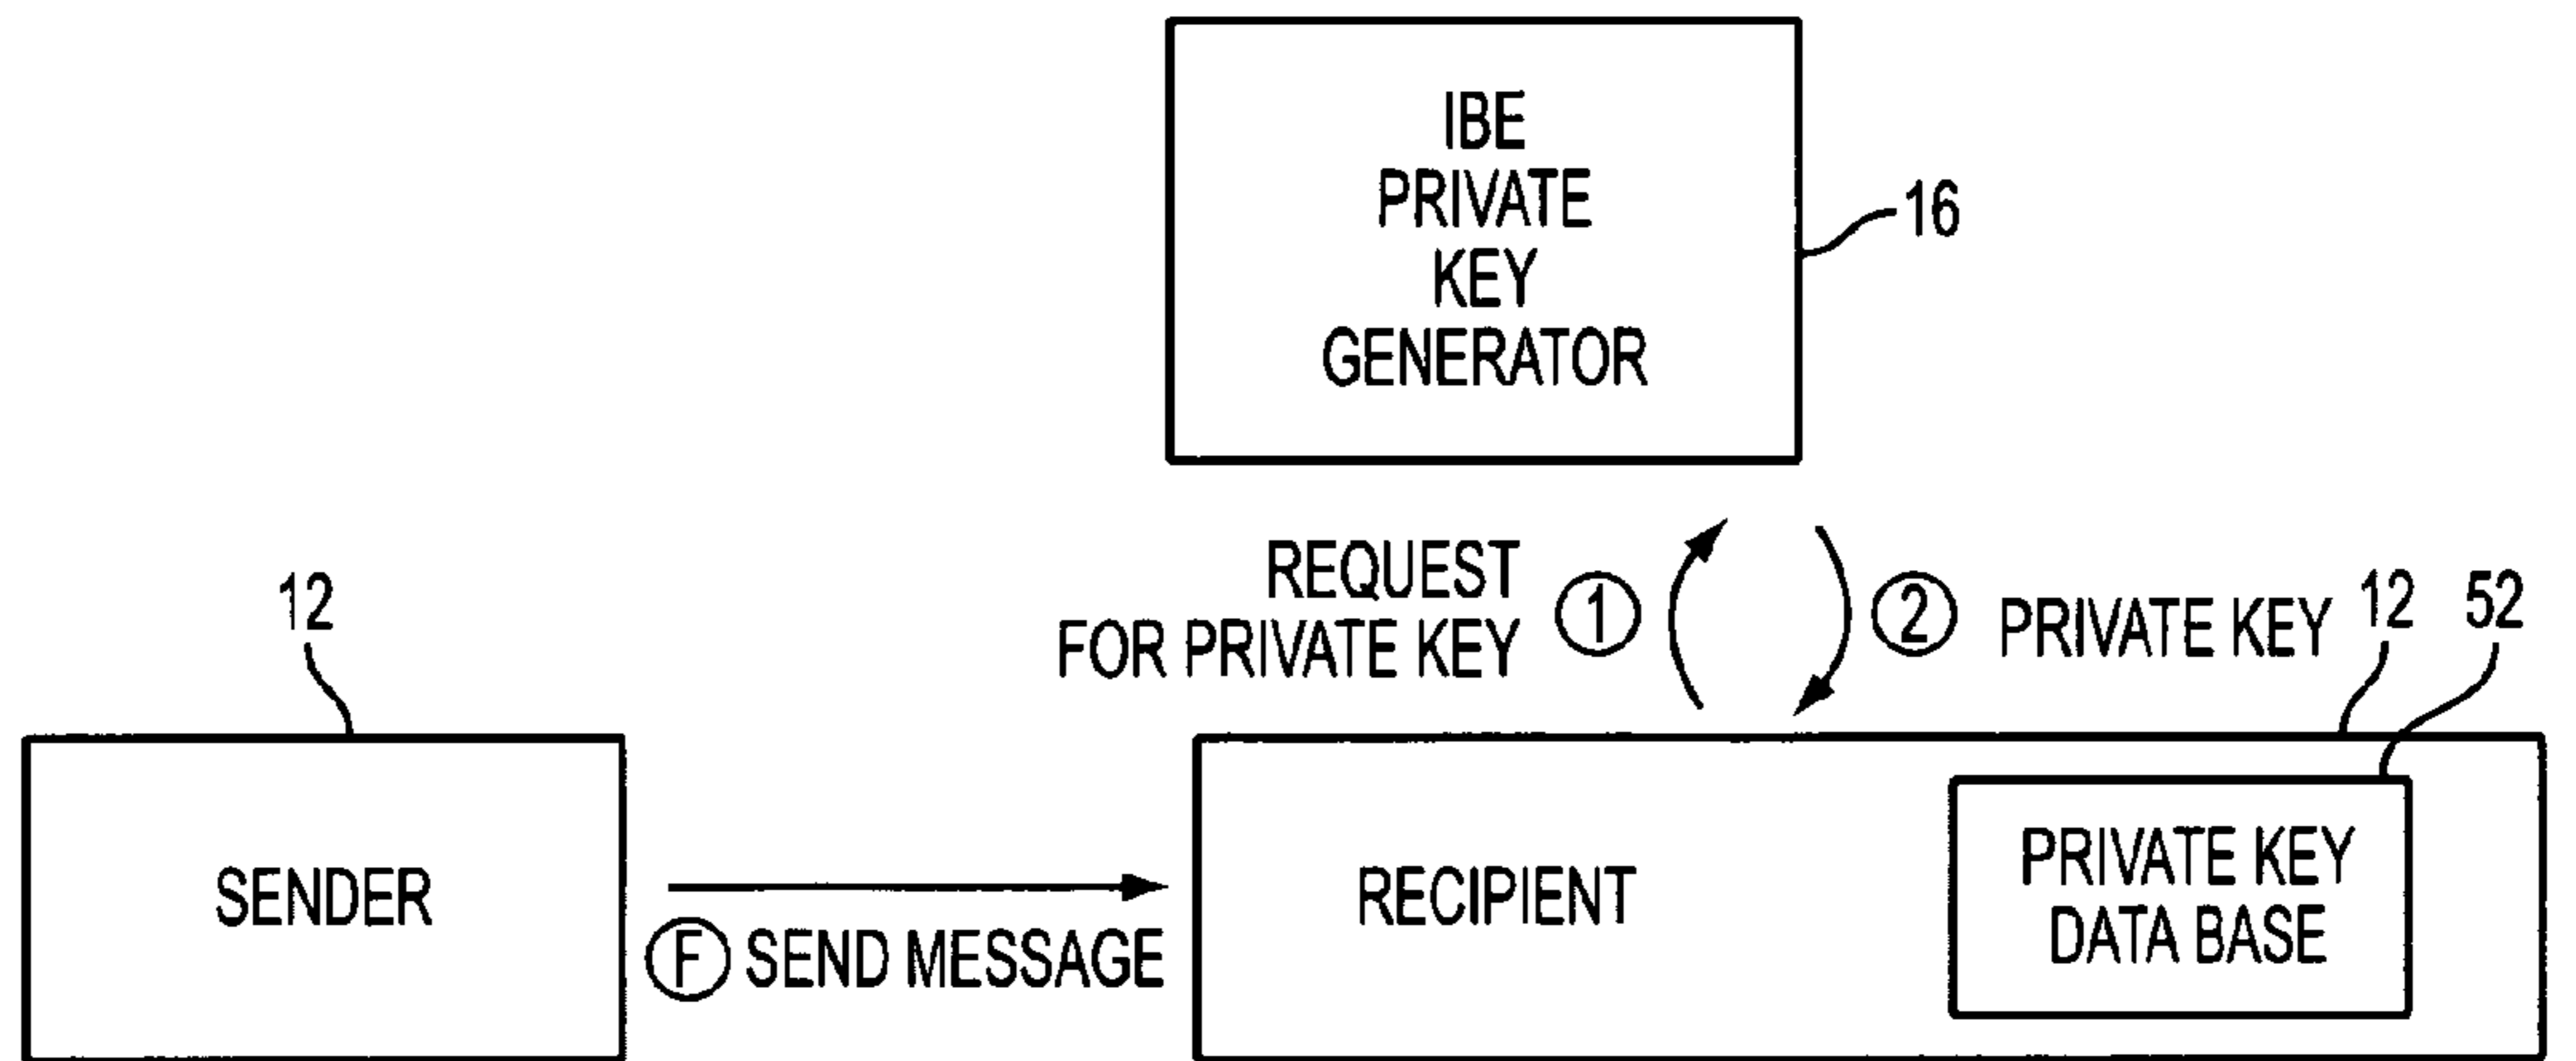 IBE
PRIVATE
KEY
GENERATOR
16
REQUEST
FOR PRIVATE KEY
1
2
PRIVATE KEY
12
52
12
SENDER
F SEND MESSAGE
RECIPIENT
PRIVATE KEY
DATA BASE